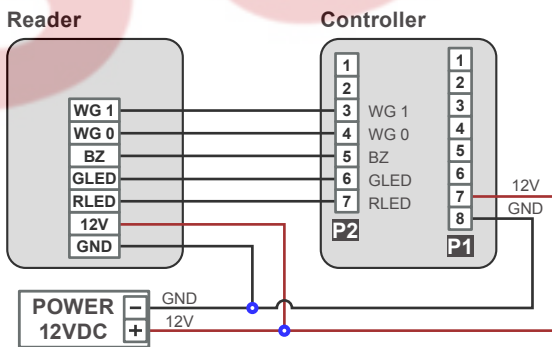 Reader
Controller
WG 1
WG 0
BZ
GLED
RLED
12V
GND
1
2
3 WG 1
4 WG 0
5 BZ
6 GLED
7 RLED
P2
1
2
3
4
5
6
7
8
P1
12V
GND
POWER
12VDC
−
+
GND
12V